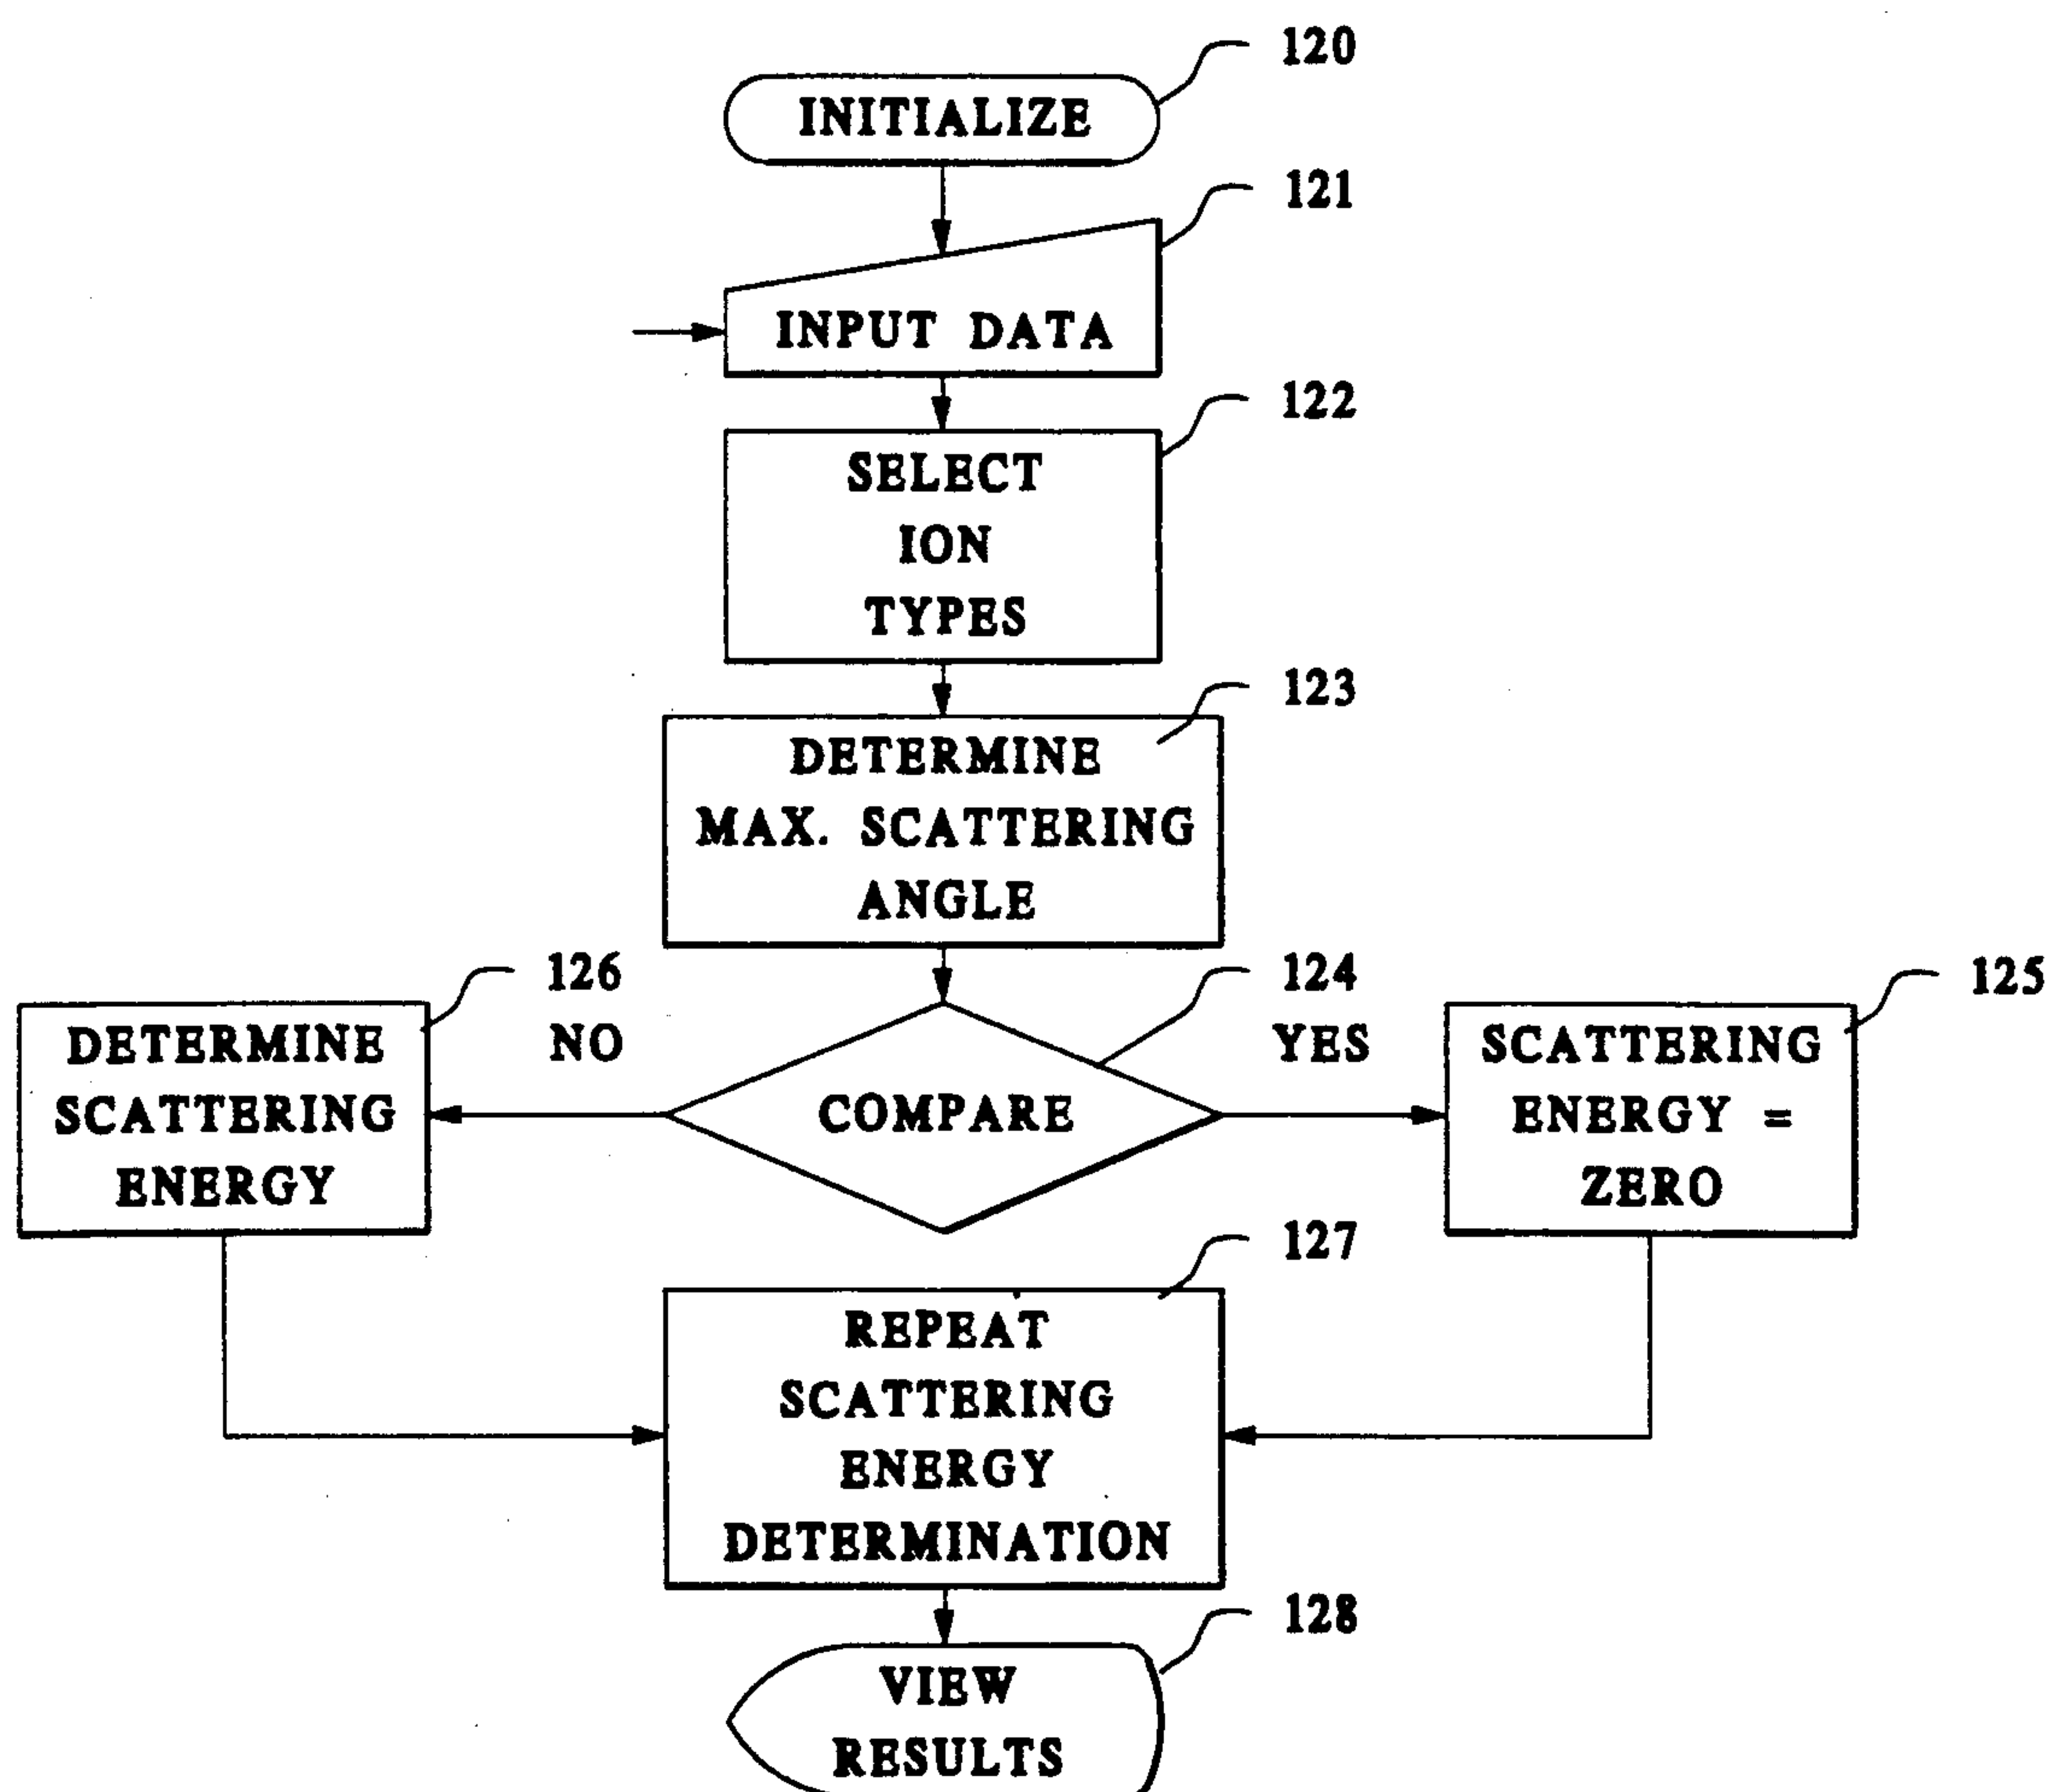 120
INITIALIZE
121
INPUT DATA
122
SELECT
ION
TYPES
123
DETERMINE
MAX. SCATTERING
ANGLE
124
COMPARE
126
NO
DETERMINE
SCATTERING
ENERGY
YES
125
SCATTERING
ENERGY =
ZERO
127
REPEAT
SCATTERING
ENERGY
DETERMINATION
128
VIEW
RESULTS